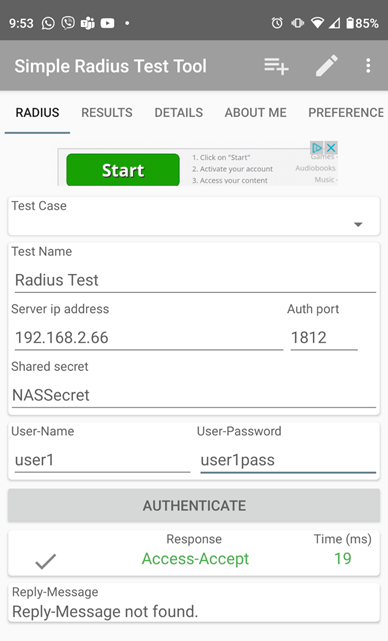 9:53 85%
Simple Radius Test Tool
RADIUS RESULTS DETAILS ABOUT ME PREFERENCE
Start
1. Click on "Start"
2. Activate your account
3. Access your content
Games
Audiobooks
Music
Test Case
Test Name
Radius Test
Server ip address Auth port
192.168.2.66 1812
Shared secret
NASSecret
User-Name User-Password
user1 user1pass
AUTHENTICATE
Response Time (ms)
Access-Accept 19
Reply-Message
Reply-Message not found.